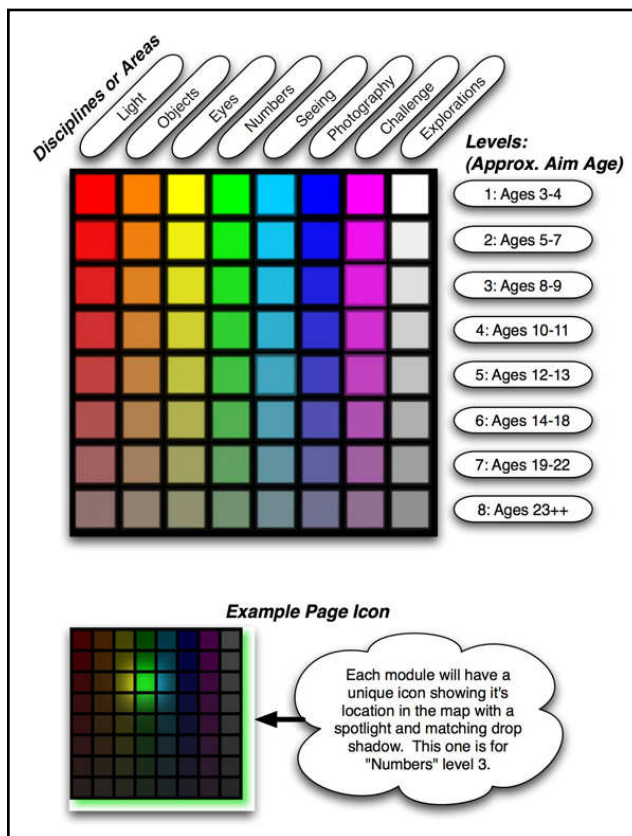 Disciplines or Areas
Light
Objects
Eyes
Numbers
Seeing
Photography
Challenge
Explorations
Levels:
(Approx. Aim Age)
1: Ages 3-4
2: Ages 5-7
3: Ages 8-9
4: Ages 10-11
5: Ages 12-13
6: Ages 14-18
7: Ages 19-22
8: Ages 23++
Example Page Icon
Each module will have a
unique icon showing it's
location in the map with a
spotlight and matching drop
shadow. This one is for
"Numbers" level 3.